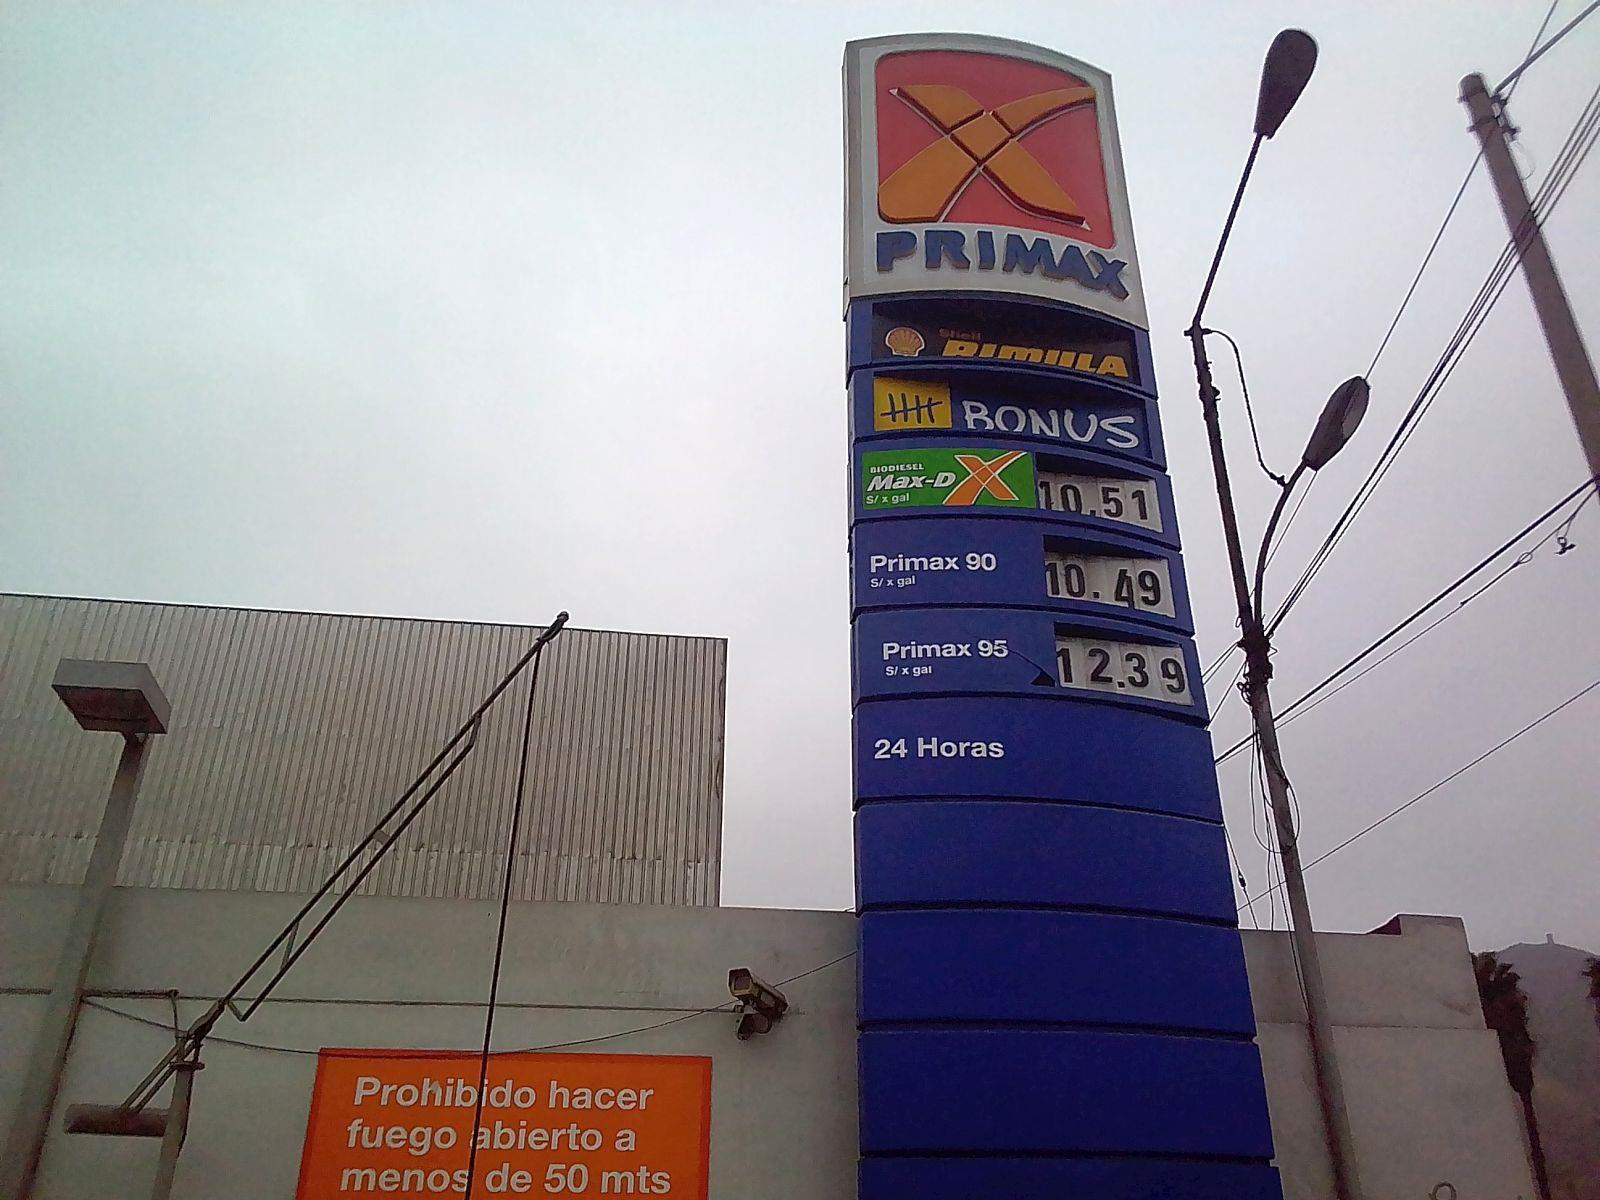 PRIMAX
Shell
RIMULA
BONUS
BIODIESEL
Max-D
S/ x gal
10.51
Primax 90
S/ x gal
10.49
Primax 95
S/ x gal
12.39
24 Horas
Prohibido hacer
fuego abierto a
menos de 50 mts